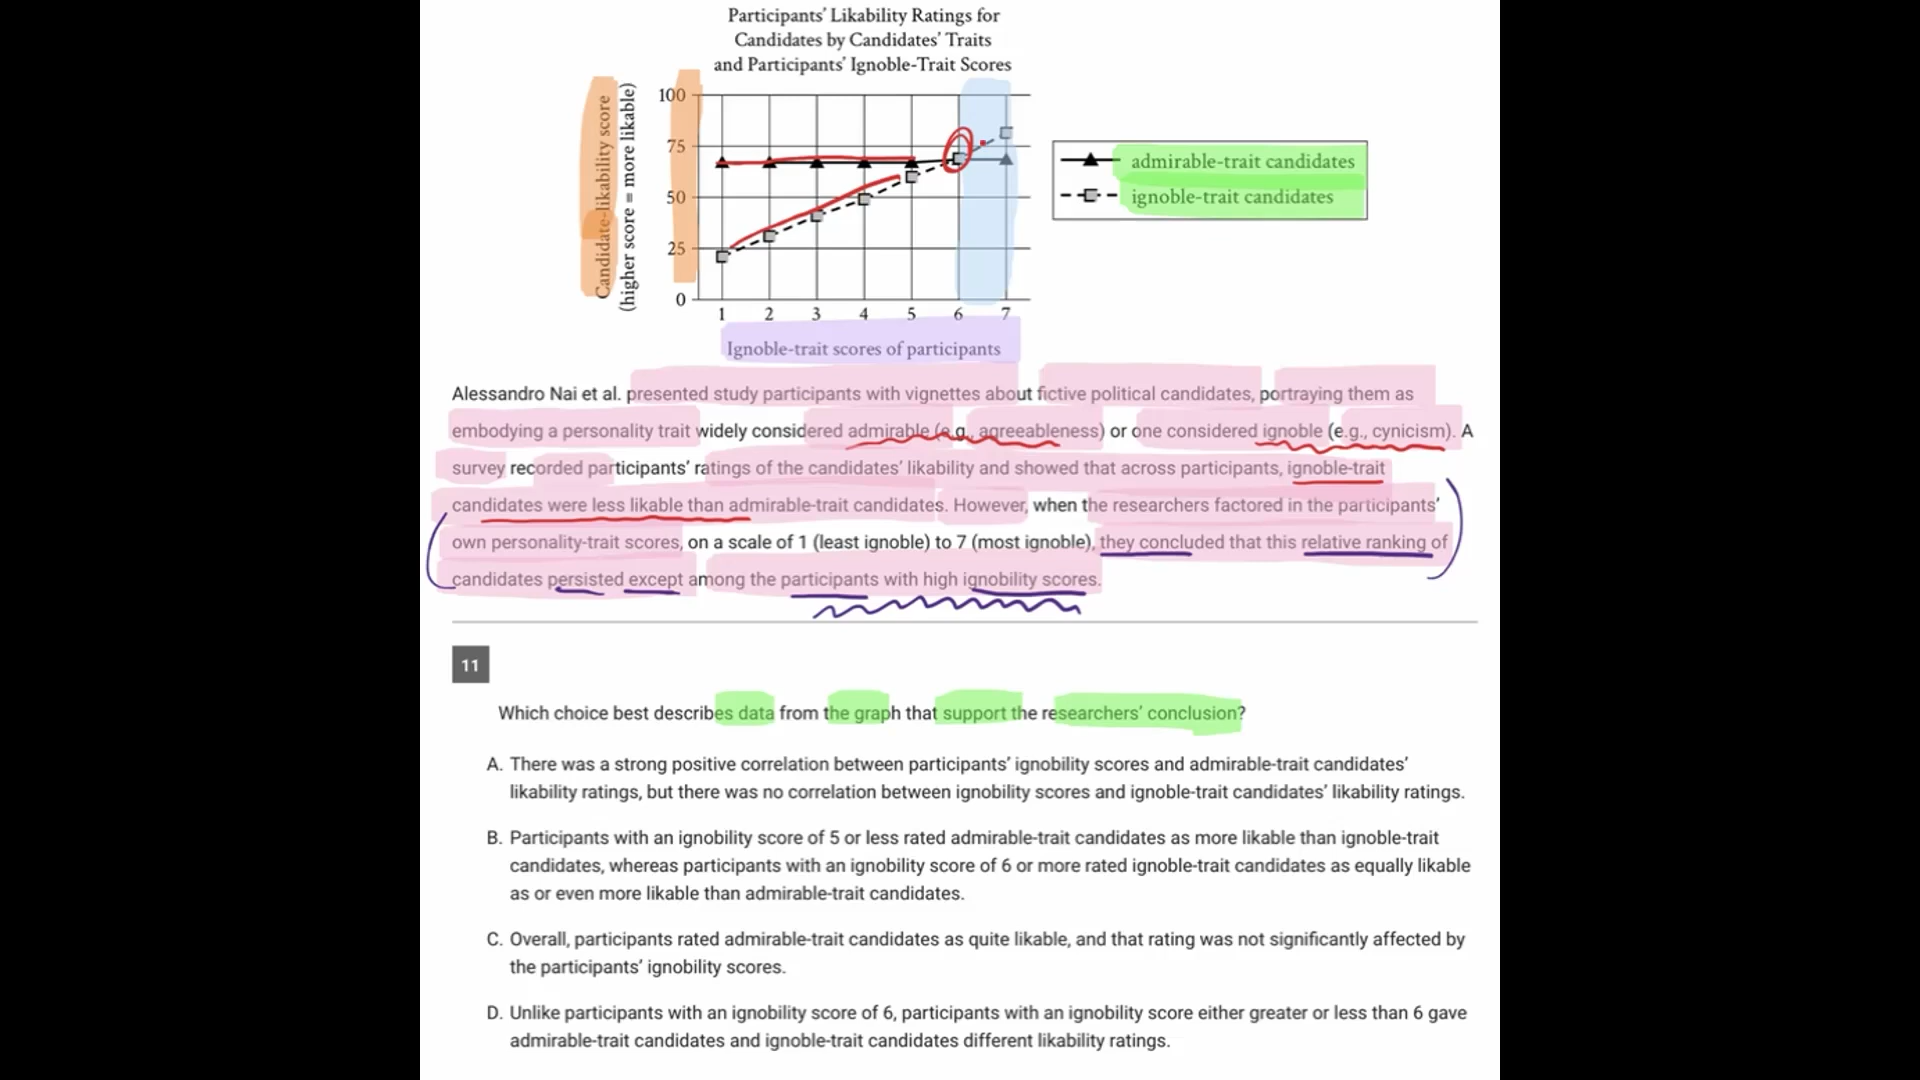 Participants’ Likability Ratings for
Candidates by Candidates’ Traits
and Participants’ Ignoble-Trait Scores
Candidate-likability score
(higher score = more likable)
100
75
50
25
0
1 2 3 4 5 6 7
Ignoble-trait scores of participants
admirable-trait candidates
ignoble-trait candidates
Alessandro Nai et al. presented study participants with vignettes about fictive political candidates, portraying them as
embodying a personality trait widely considered admirable (e.g., agreeableness) or one considered ignoble (e.g., cynicism). A
survey recorded participants’ ratings of the candidates’ likability and showed that across participants, ignoble-trait
candidates were less likable than admirable-trait candidates. However, when the researchers factored in the participants’
own personality-trait scores, on a scale of 1 (least ignoble) to 7 (most ignoble), they concluded that this relative ranking of
candidates persisted except among the participants with high ignobility scores.
11
Which choice best describes data from the graph that support the researchers’ conclusion?
A. There was a strong positive correlation between participants’ ignobility scores and admirable-trait candidates’
likability ratings, but there was no correlation between ignobility scores and ignoble-trait candidates’ likability ratings.
B. Participants with an ignobility score of 5 or less rated admirable-trait candidates as more likable than ignoble-trait
candidates, whereas participants with an ignobility score of 6 or more rated ignoble-trait candidates as equally likable
as or even more likable than admirable-trait candidates.
C. Overall, participants rated admirable-trait candidates as quite likable, and that rating was not significantly affected by
the participants’ ignobility scores.
D. Unlike participants with an ignobility score of 6, participants with an ignobility score either greater or less than 6 gave
admirable-trait candidates and ignoble-trait candidates different likability ratings.